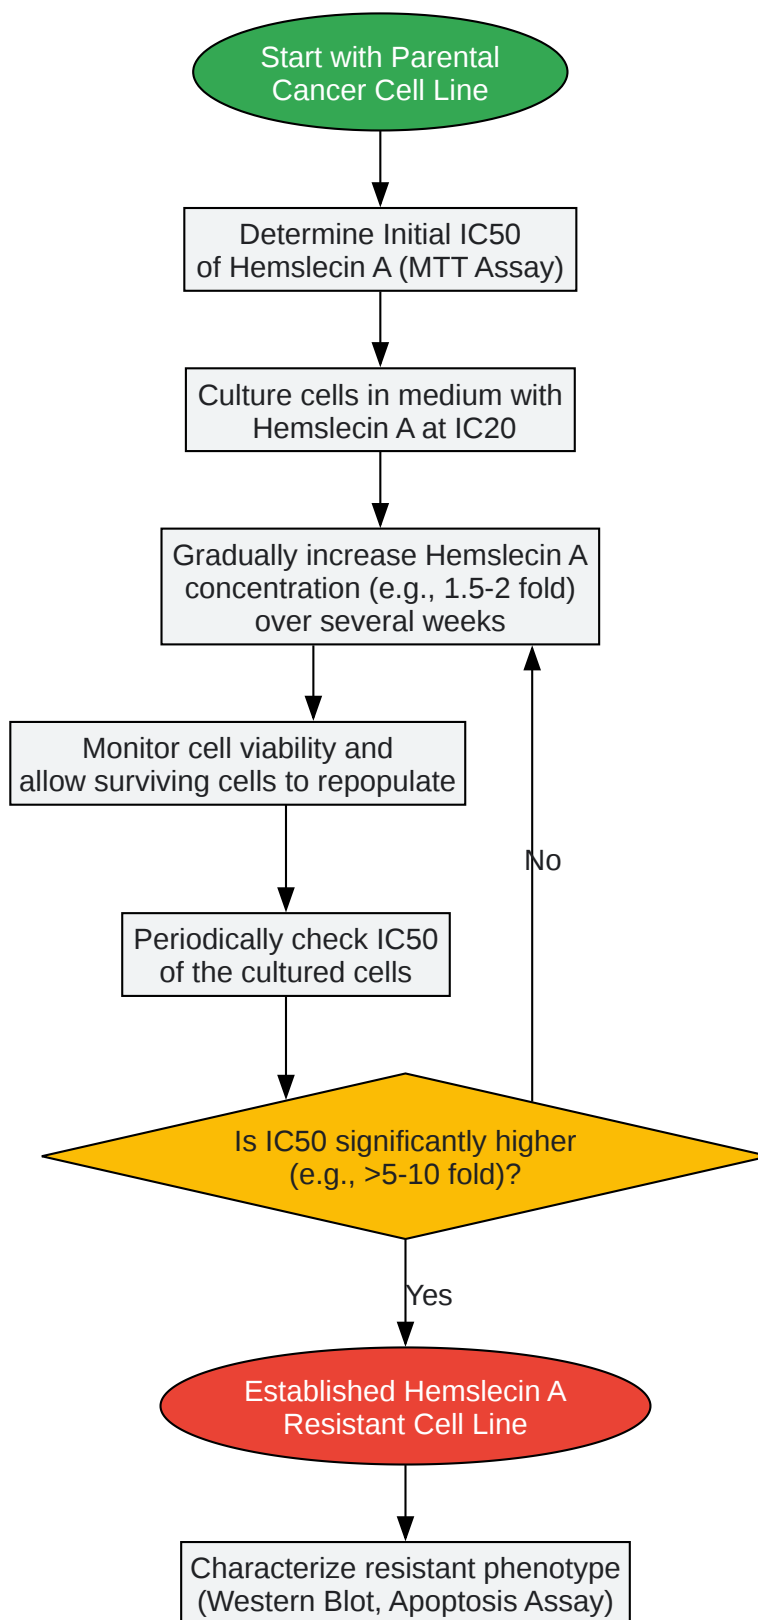 Start with Parental
Cancer Cell Line
Determine Initial IC50
of Hemslecin A (MTT Assay)
Culture cells in medium with
Hemslecin A at IC20
Gradually increase Hemslecin A
concentration (e.g., 1.5-2 fold)
over several weeks
Monitor cell viability and
allow surviving cells to repopulate
No
Periodically check IC50
of the cultured cells
Is IC50 significantly higher
(e.g., >5-10 fold)?
Yes
Established Hemslecin A
Resistant Cell Line
Characterize resistant phenotype
(Western Blot, Apoptosis Assay)